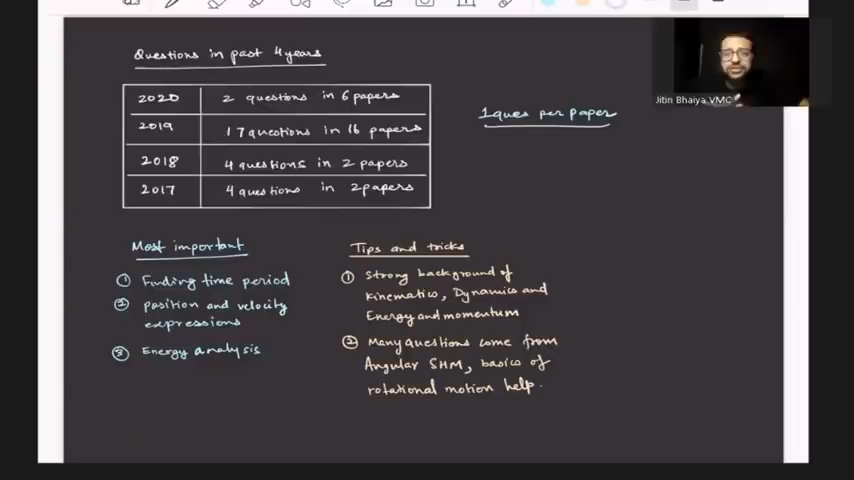 Questions in past 4 years
2020 2 questions in 6 papers
2019 17 questions in 16 papers
2018 4 questions in 2 papers
2017 4 questions in 2 papers
1 ques per paper
Jitin Bhaiya VMC
Most important
① Finding time period
② position and velocity
expressions
③ Energy analysis
Tips and tricks
① Strong background of
kinematics, Dynamics and
Energy and momentum
② Many questions come from
Angular SHM, basics of
rotational motion help.